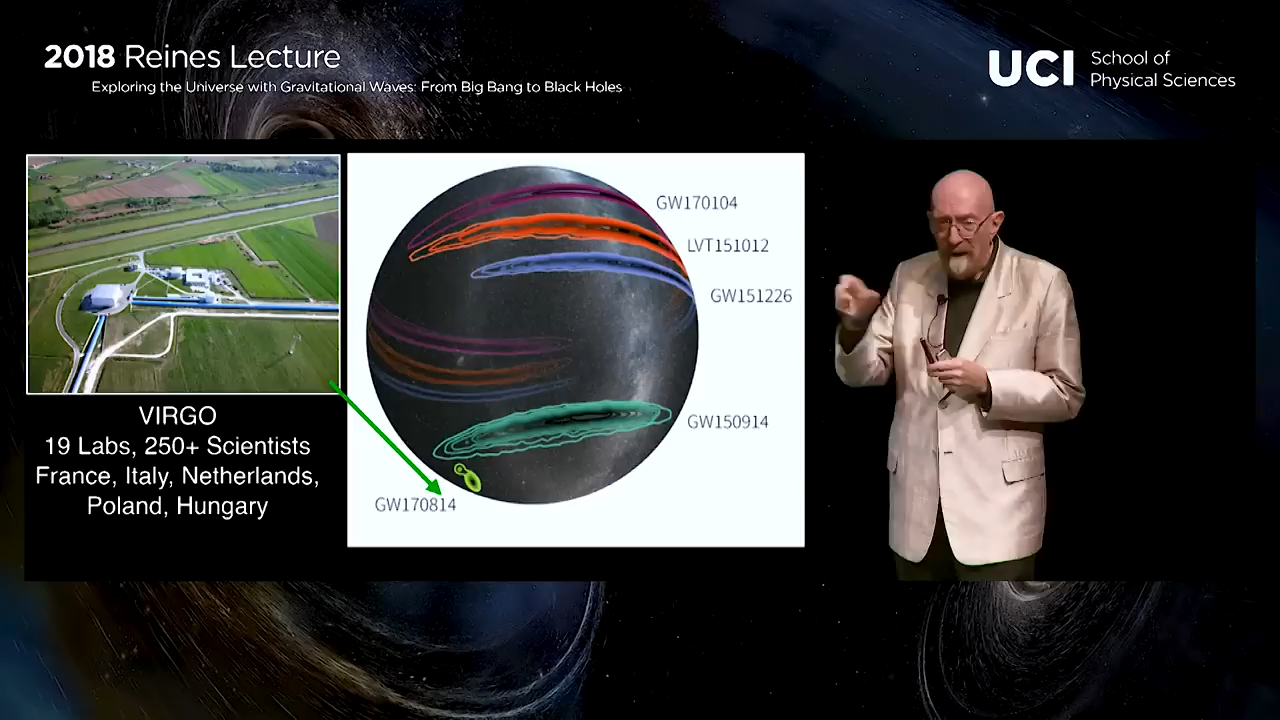 2018 Reines Lecture
Exploring the Universe with Gravitational Waves: From Big Bang to Black Holes
UCI School of
Physical Sciences
GW170104
LVT151012
GW151226
GW150914
GW170814
VIRGO
19 Labs, 250+ Scientists
France, Italy, Netherlands,
Poland, Hungary